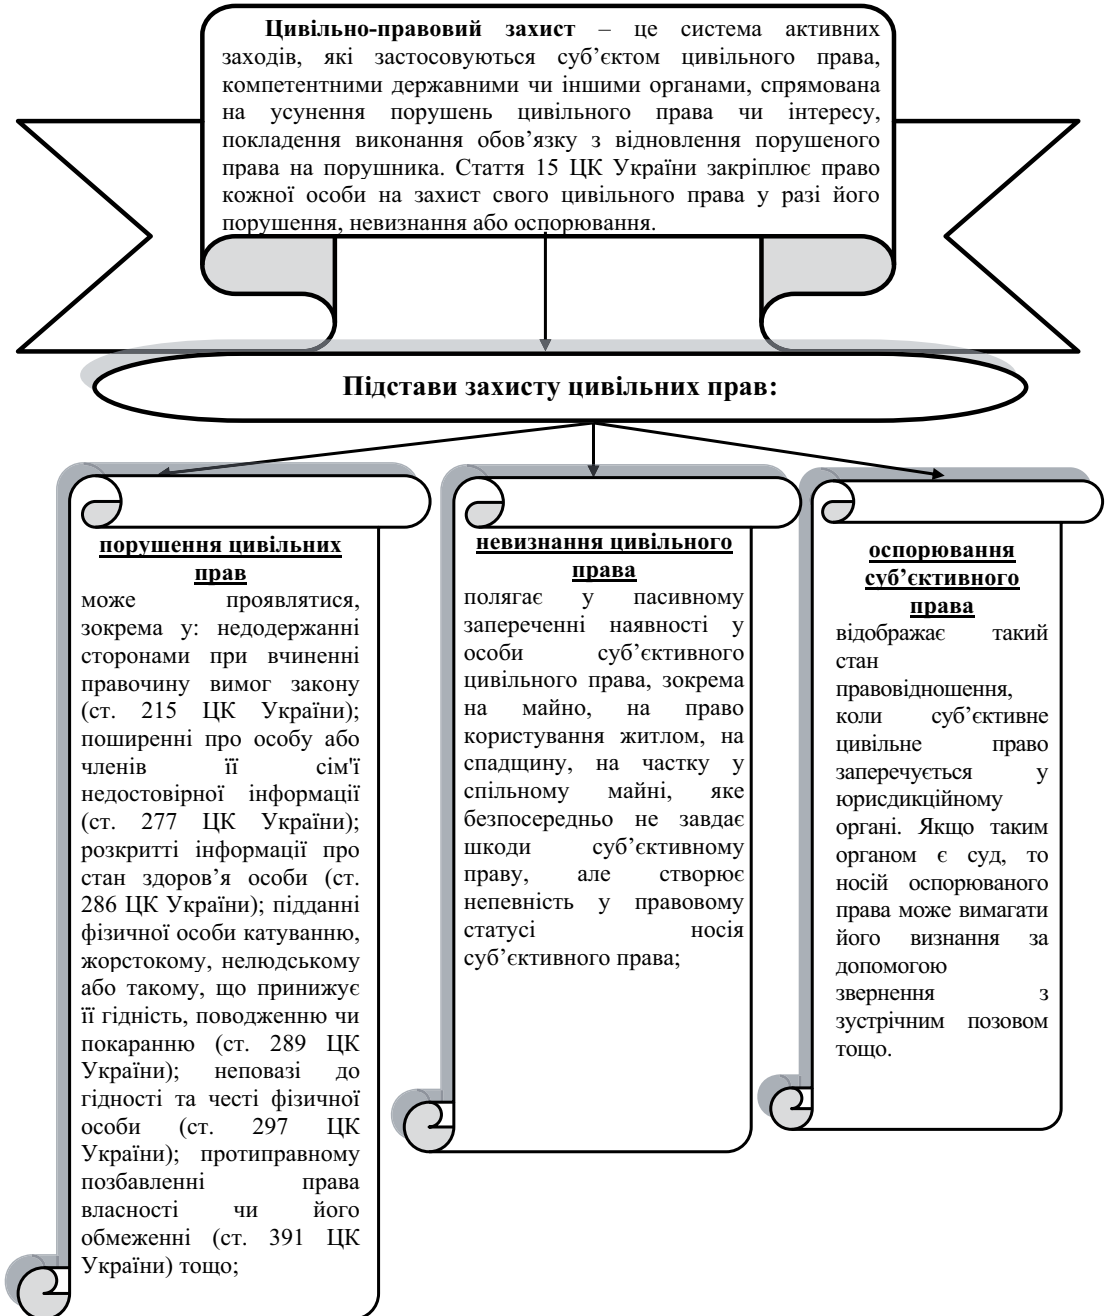 Цивільно-правовий захист – це система активних
заходів, які застосовуються суб’єктом цивільного права,
компетентними державними чи іншими органами, спрямована
на усунення порушень цивільного права чи інтересу,
покладення виконання обов’язку з відновлення порушеного
права на порушника. Стаття 15 ЦК України закріплює право
кожної особи на захист свого цивільного права у разі його
порушення, невизнання або оспорювання.
Підстави захисту цивільних прав:
порушення цивільних
прав
може проявлятися,
зокрема у: недодержанні
сторонами при вчиненні
правочину вимог закону
(ст. 215 ЦК України);
поширенні про особу або
членів її сім'ї
недостовірної інформації
(ст. 277 ЦК України);
розкритті інформації про
стан здоров’я особи (ст.
286 ЦК України); підданні
фізичної особи катуванню,
жорстокому, нелюдському
або такому, що принижує
її гідність, поводженню чи
покаранню (ст. 289 ЦК
України); неповазі до
гідності та честі фізичної
особи (ст. 297 ЦК
України); протиправному
позбавленні права
власності чи його
обмеженні (ст. 391 ЦК
України) тощо;
невизнання цивільного
права
полягає у пасивному
запереченні наявності у
особи суб’єктивного
цивільного права, зокрема
на майно, на право
користування житлом, на
спадщину, на частку у
спільному майні, яке
безпосередньо не завдає
шкоди суб’єктивному
праву, але створює
непевність у правовому
статусі носія
суб’єктивного права;
оспорювання
суб’єктивного
права
відображає такий
стан
правовідношення,
коли суб’єктивне
цивільне право
заперечується у
юрисдикційному
органі. Якщо таким
органом є суд, то
носій оспорюваного
права може вимагати
його визнання за
допомогою
звернення з
зустрічним позовом
тощо.